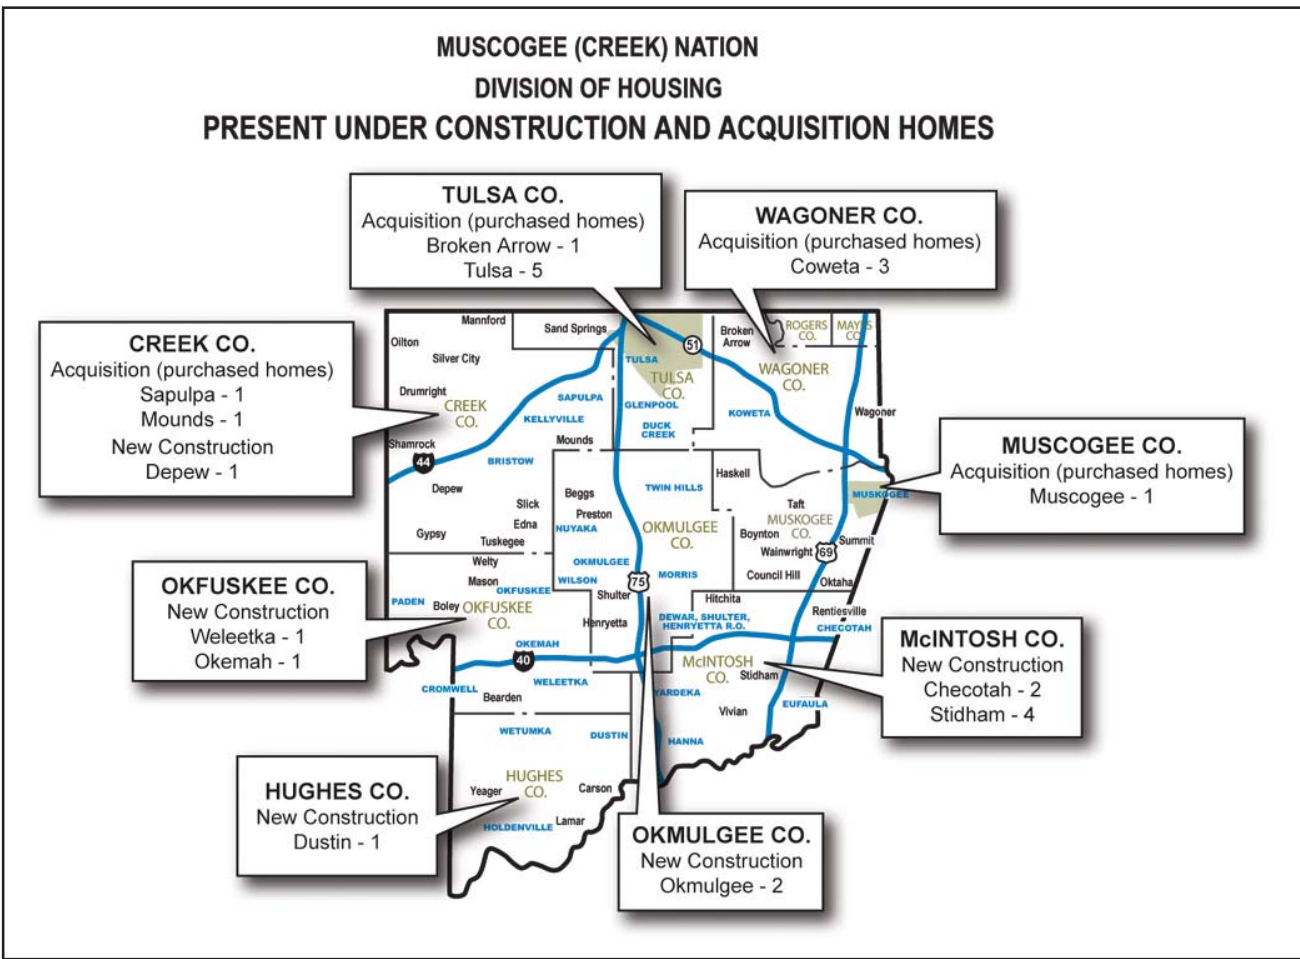 MUSCOGEE (CREEK) NATION
DIVISION OF HOUSING
PRESENT UNDER CONSTRUCTION AND ACQUISITION HOMES
TULSA CO.
Acquisition (purchased homes)
Broken Arrow - 1
Tulsa - 5
WAGONER CO.
Acquisition (purchased homes)
Coweta - 3
CREEK CO.
Acquisition (purchased homes)
Sapulpa - 1
Mounds - 1
New Construction
Depew - 1
MUSCOGEE CO.
Acquisition (purchased homes)
Muscogee - 1
OKFUSKEE CO.
New Construction
Weleetka - 1
Okemah - 1
McINTOSH CO.
New Construction
Checotah - 2
Stidham - 4
HUGHES CO.
New Construction
Dustin - 1
OKMULGEE CO.
New Construction
Okmulgee - 2
Mannford
Oilton
Silver City
Drumright
CREEK
CO.
Shamrock
44
Depew
Gypsy
Sand Springs
TULSA
51
TULSA
CO.
SAPULPA
GLENPOOL
KELLYVILLE
DUCK
CREEK
Mounds
BRISTOW
Broken
Arrow
ROGERS
CO.
MAYES
CO.
WAGONER
CO.
KOWETA
Wagoner
Haskell
TWIN HILLS
MUSKOGEE
Beggs
Slick
Preston
Edna
NUYAKA
Tuskegee
OKMULGEE
CO.
Taft
MUSKOGEE
CO.
Boynton
Summit
Wainwright
69
Welty
OKMULGEE
Mason
WILSON
75
MORRIS
Council Hill
Oktaha
OKFUSKEE
PADEN
Boley
OKFUSKEE
CO.
Shulter
Hitchita
Rentiesville
Henryetta
DEWAR, SHULTER,
HENRYETTA R.O.
CHECOTAH
OKEMAH
40
McINTOSH
CO.
Stidham
CROMWELL
WELEETKA
YARDEKA
Bearden
Vivian
EUFAULA
WETUMKA
DUSTIN
HANNA
HUGHES
CO.
Yeager
Carson
HOLDENVILLE
Lamar